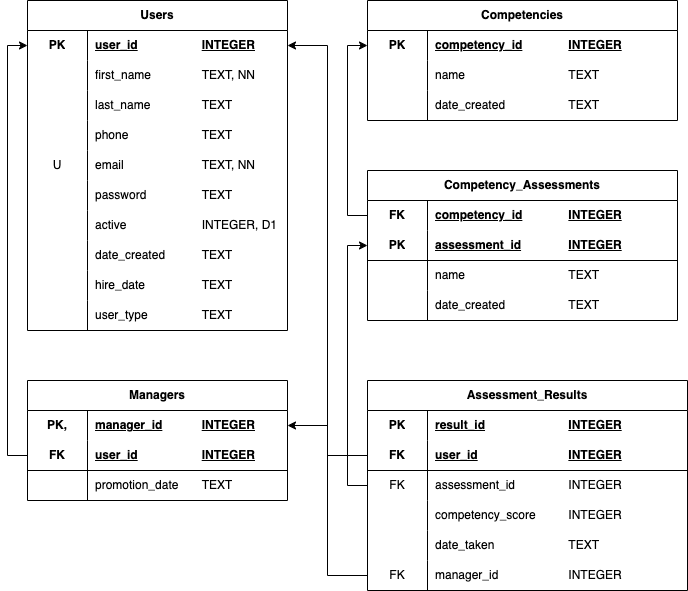 Users
PK user_id INTEGER
first_name TEXT, NN
last_name TEXT
phone TEXT
U email TEXT, NN
password TEXT
active INTEGER, D1
date_created TEXT
hire_date TEXT
user_type TEXT
Competencies
PK competency_id INTEGER
name TEXT
date_created TEXT
Competency_Assessments
FK competency_id INTEGER
PK assessment_id INTEGER
name TEXT
date_created TEXT
Managers
PK, manager_id INTEGER
FK user_id INTEGER
promotion_date TEXT
Assessment_Results
PK result_id INTEGER
FK user_id INTEGER
FK assessment_id INTEGER
competency_score INTEGER
date_taken TEXT
FK manager_id INTEGER